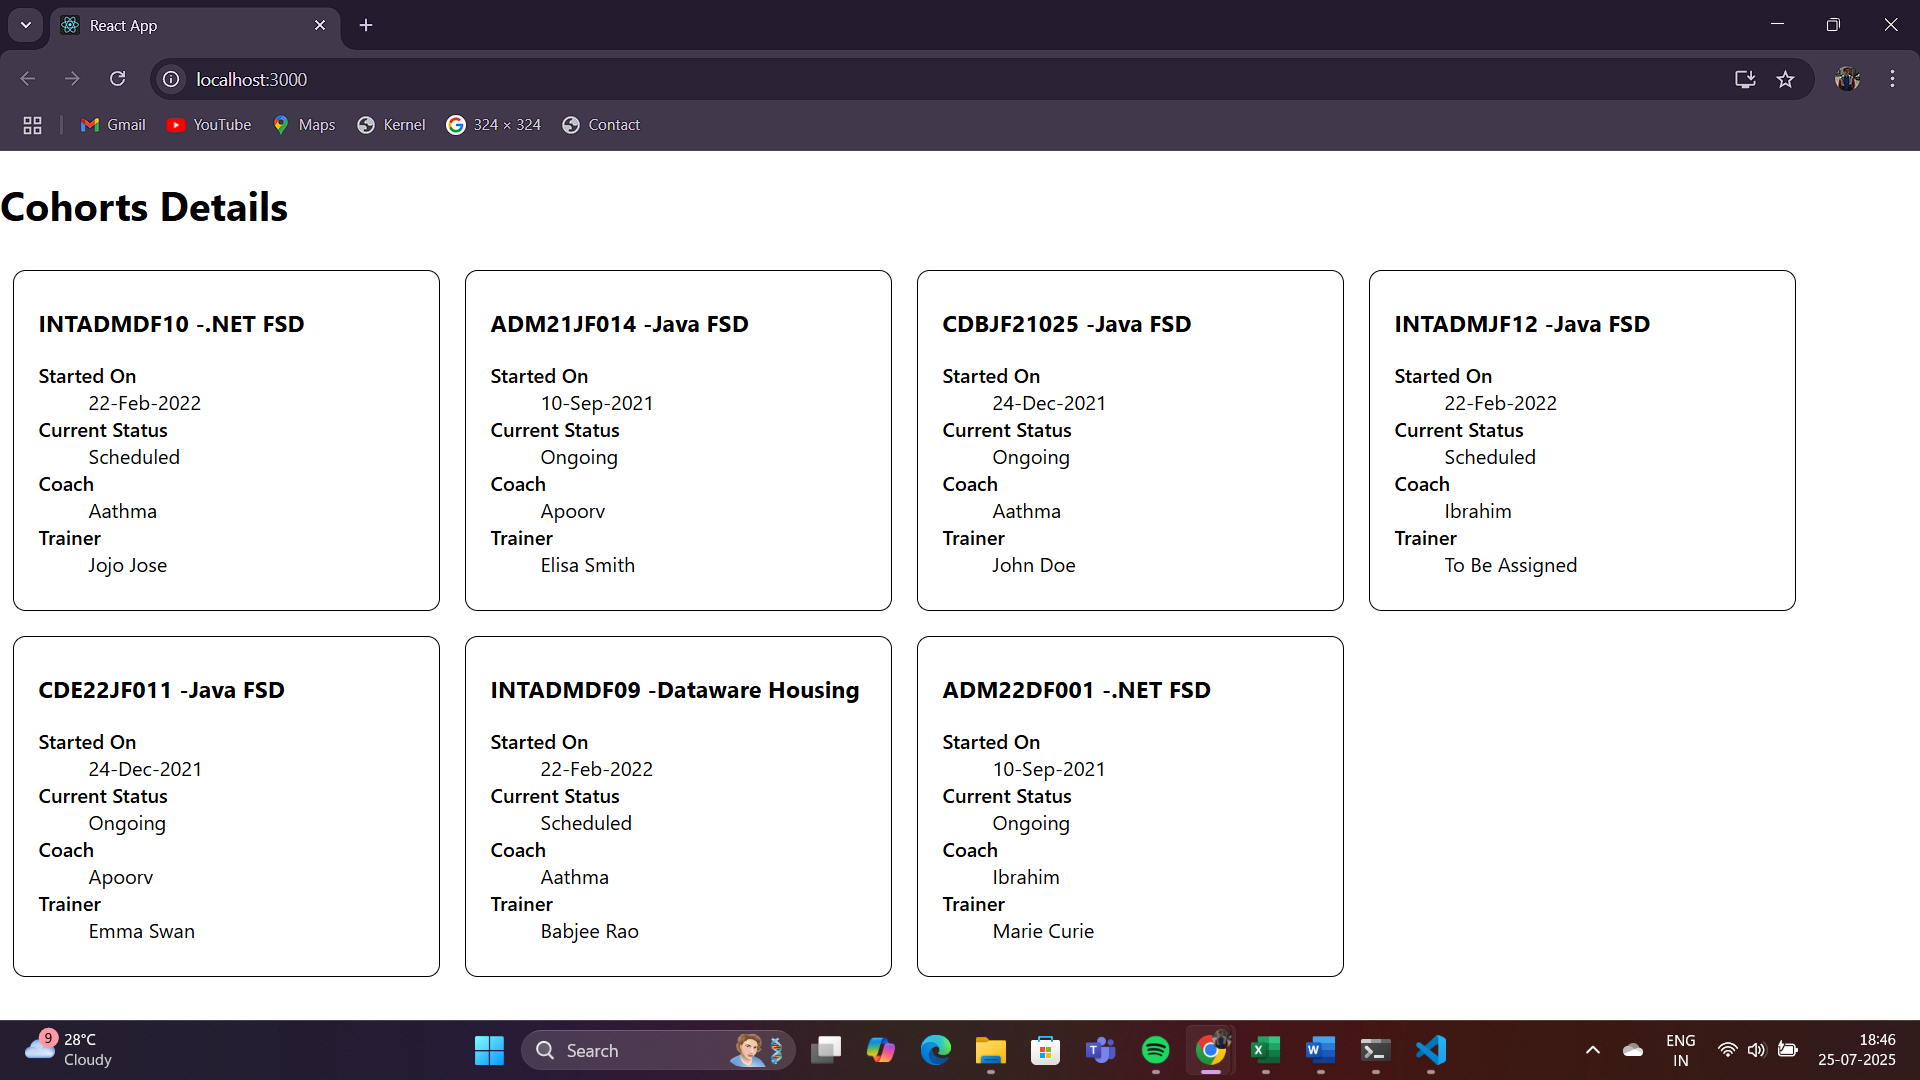 React App
localhost:3000
Gmail YouTube Maps Kernel 324 × 324 Contact
Cohorts Details
INTADMDF10 -.NET FSD
Started On
22-Feb-2022
Current Status
Scheduled
Coach
Aathma
Trainer
Jojo Jose
ADM21JF014 -Java FSD
Started On
10-Sep-2021
Current Status
Ongoing
Coach
Apoorv
Trainer
Elisa Smith
CDBJF21025 -Java FSD
Started On
24-Dec-2021
Current Status
Ongoing
Coach
Aathma
Trainer
John Doe
INTADMJF12 -Java FSD
Started On
22-Feb-2022
Current Status
Scheduled
Coach
Ibrahim
Trainer
To Be Assigned
CDE22JF011 -Java FSD
Started On
24-Dec-2021
Current Status
Ongoing
Coach
Apoorv
Trainer
Emma Swan
INTADMDF09 -Dataware Housing
Started On
22-Feb-2022
Current Status
Scheduled
Coach
Aathma
Trainer
Babjee Rao
ADM22DF001 -.NET FSD
Started On
10-Sep-2021
Current Status
Ongoing
Coach
Ibrahim
Trainer
Marie Curie
9
28°C
Cloudy
Search
ENG
IN
18:46
25-07-2025